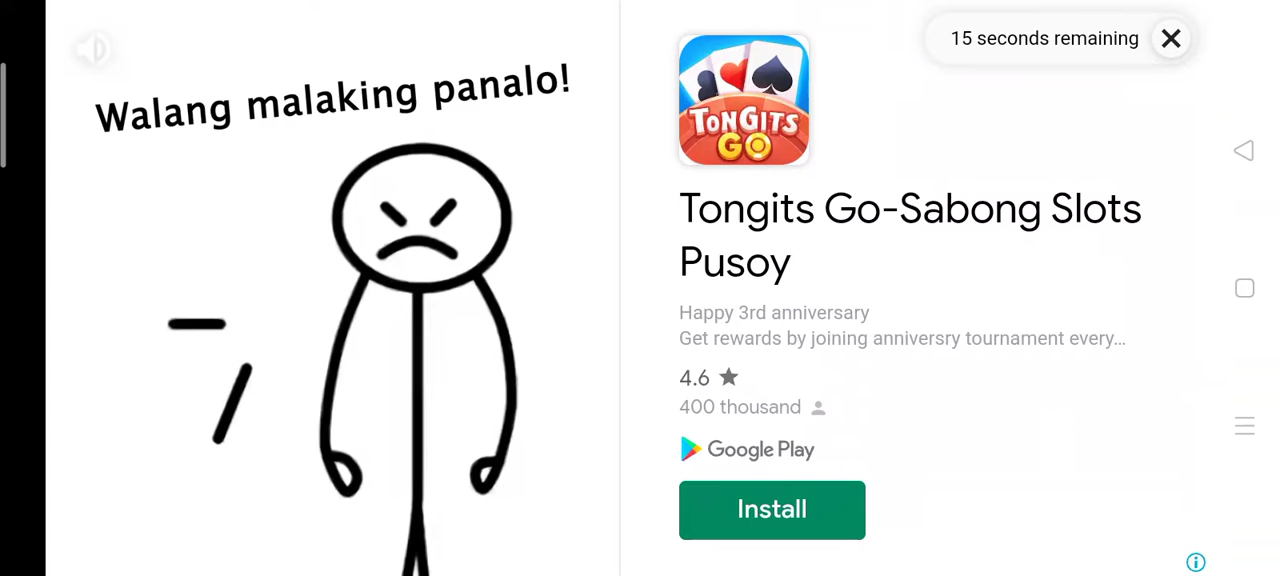 Walang malaking panalo!
15 seconds remaining
TONGITS
GO
Tongits Go-Sabong Slots
Pusoy
Happy 3rd anniversary
Get rewards by joining anniversry tournament every...
4.6
400 thousand
Google Play
Install